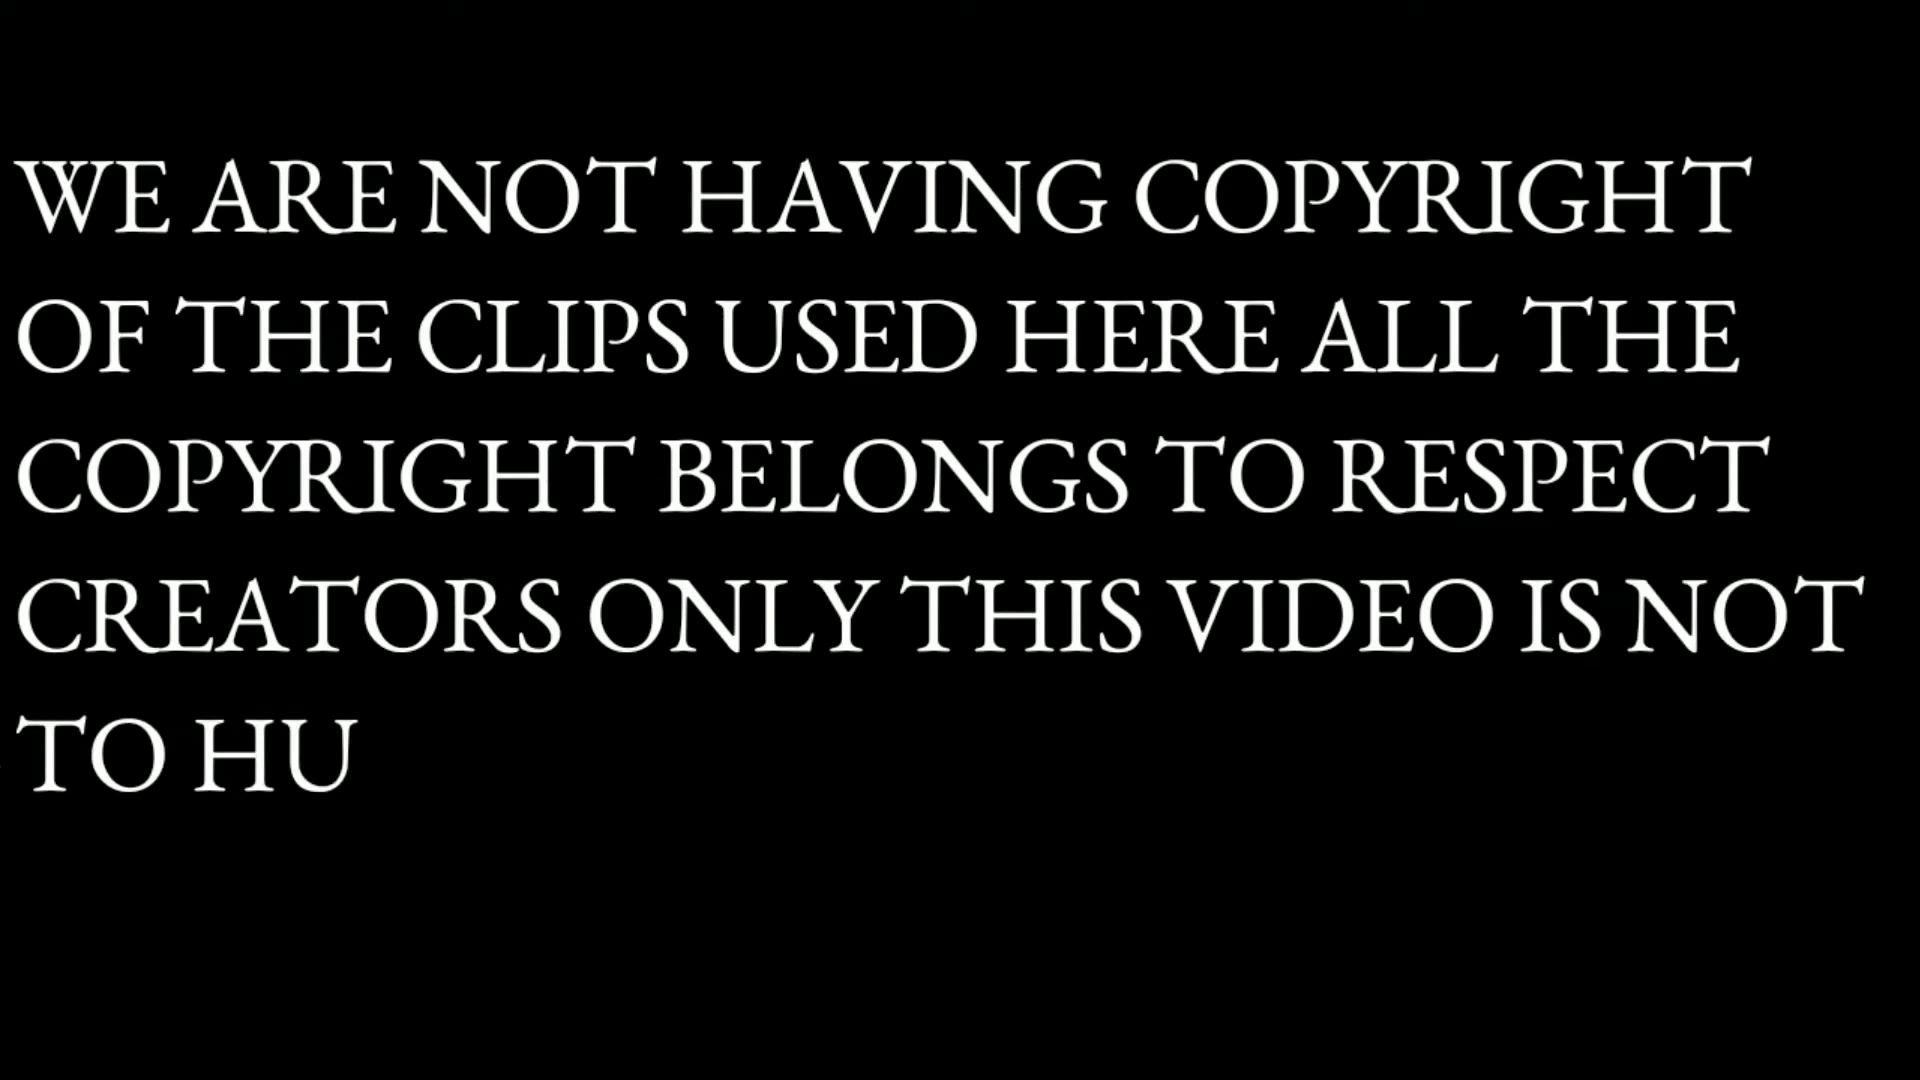 WE ARE NOT HAVING COPYRIGHT
OF THE CLIPS USED HERE ALL THE
COPYRIGHT BELONGS TO RESPECT
CREATORS ONLY THIS VIDEO IS NOT
TO HU